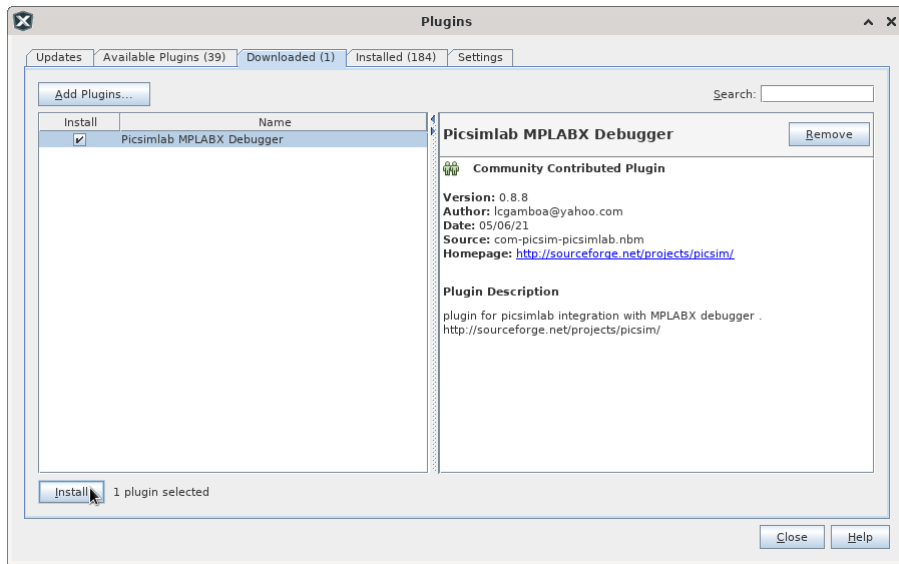 Plugins
Updates Available Plugins (39) Downloaded (1) Installed (184) Settings
Add Plugins... Search:
Install Name
Picsimlab MPLABX Debugger
Picsimlab MPLABX Debugger Remove
Community Contributed Plugin
Version: 0.8.8
Author: lcgamboa@yahoo.com
Date: 05/06/21
Source: com-picsim-picsimlab.nbm
Homepage: http://sourceforge.net/projects/picsim/
Plugin Description
plugin for picsimlab integration with MPLABX debugger .
http://sourceforge.net/projects/picsim/
Install 1 plugin selected
Close Help